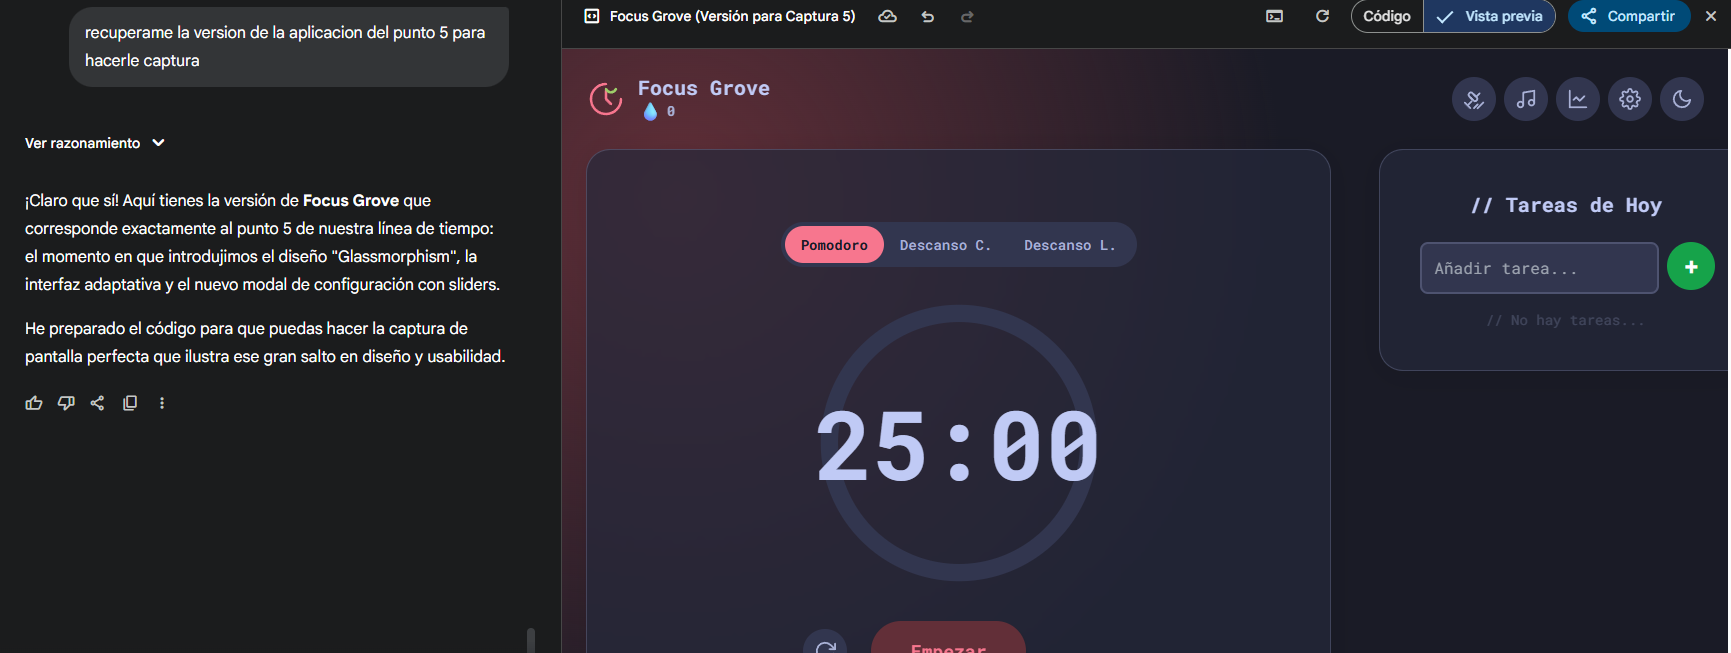 recuperame la version de la aplicacion del punto 5 para
hacerle captura
Ver razonamiento
¡Claro que sí! Aquí tienes la versión de Focus Grove que
corresponde exactamente al punto 5 de nuestra línea de tiempo:
el momento en que introdujimos el diseño "Glassmorphism", la
interfaz adaptativa y el nuevo modal de configuración con sliders.
He preparado el código para que puedas hacer la captura de
pantalla perfecta que ilustra ese gran salto en diseño y usabilidad.
Focus Grove (Versión para Captura 5)
Código
Vista previa
Compartir
Focus Grove
0
Pomodoro
Descanso C.
Descanso L.
25:00
Empezar
// Tareas de Hoy
Añadir tarea...
+
// No hay tareas...